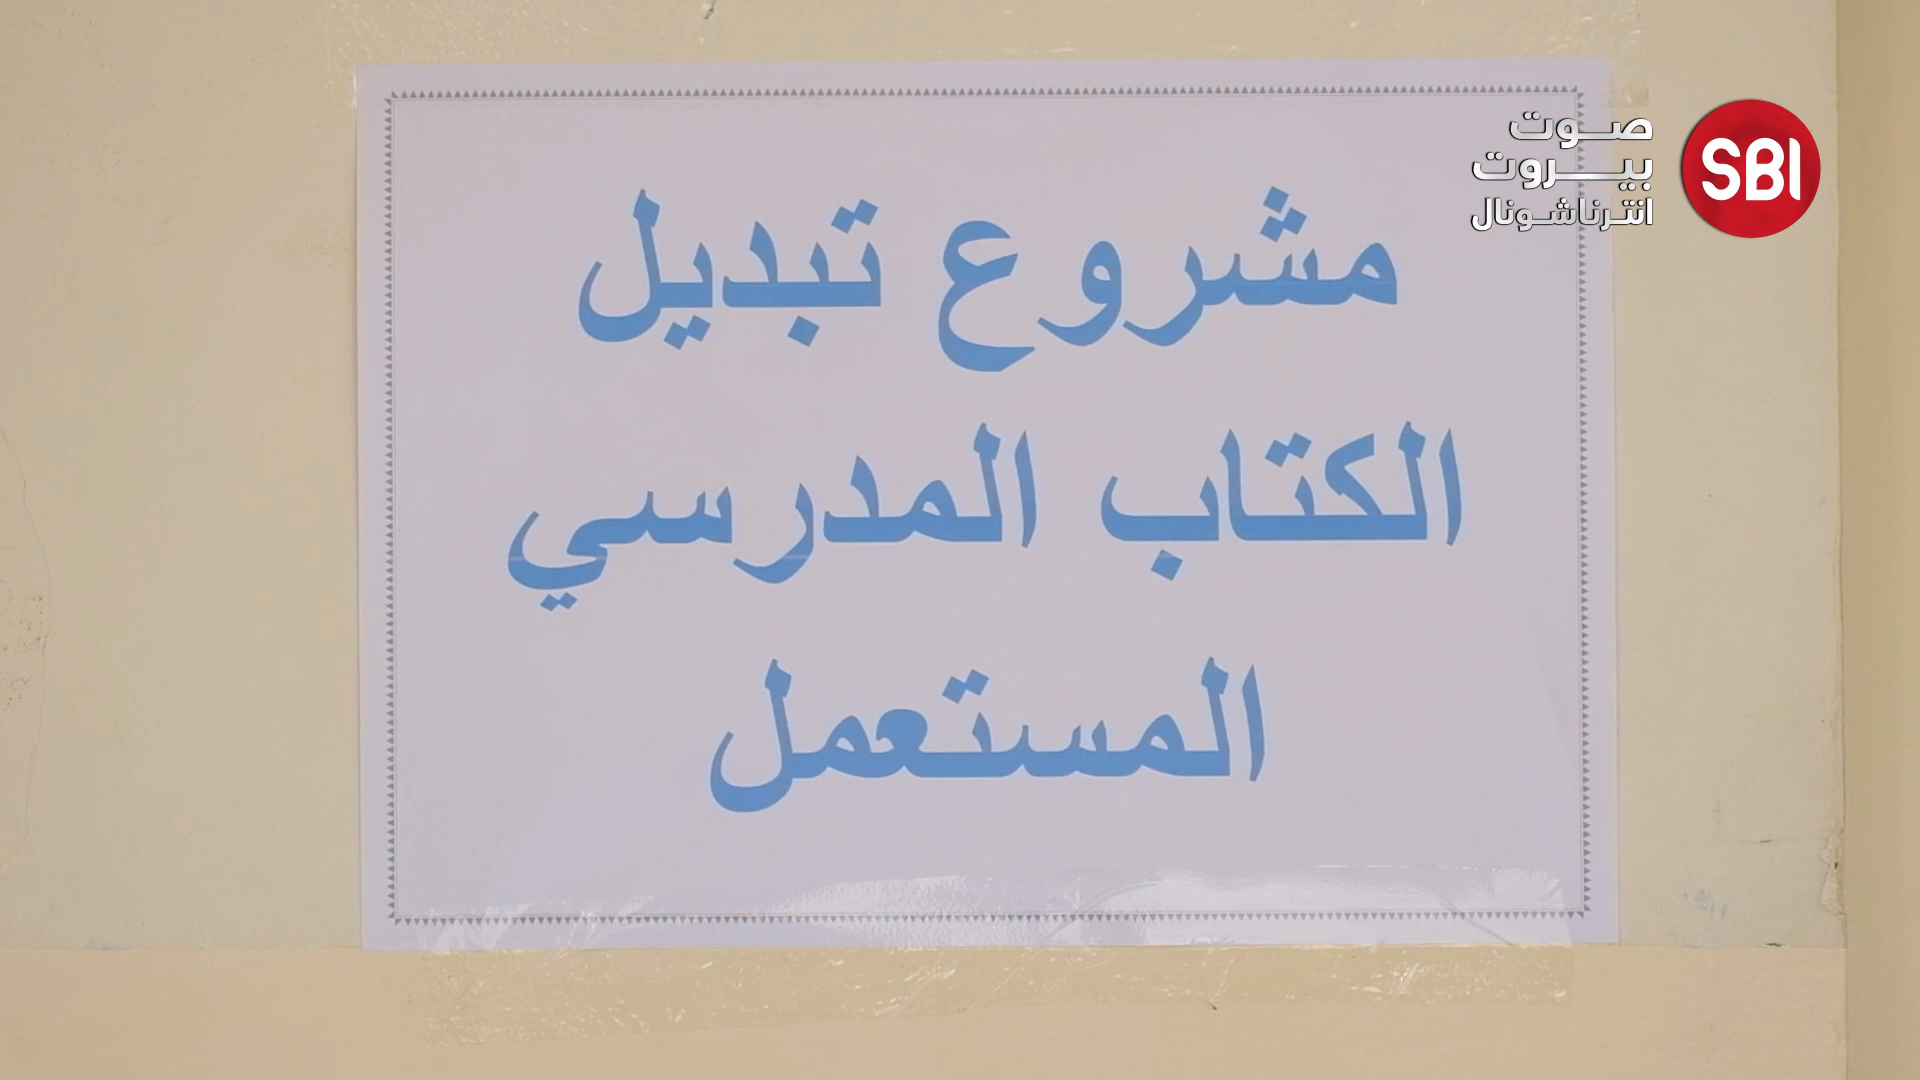 صوت
بيروت
انترناشونال
SBI
مشروع تبديل
الكتاب المدرسي
المستعمل